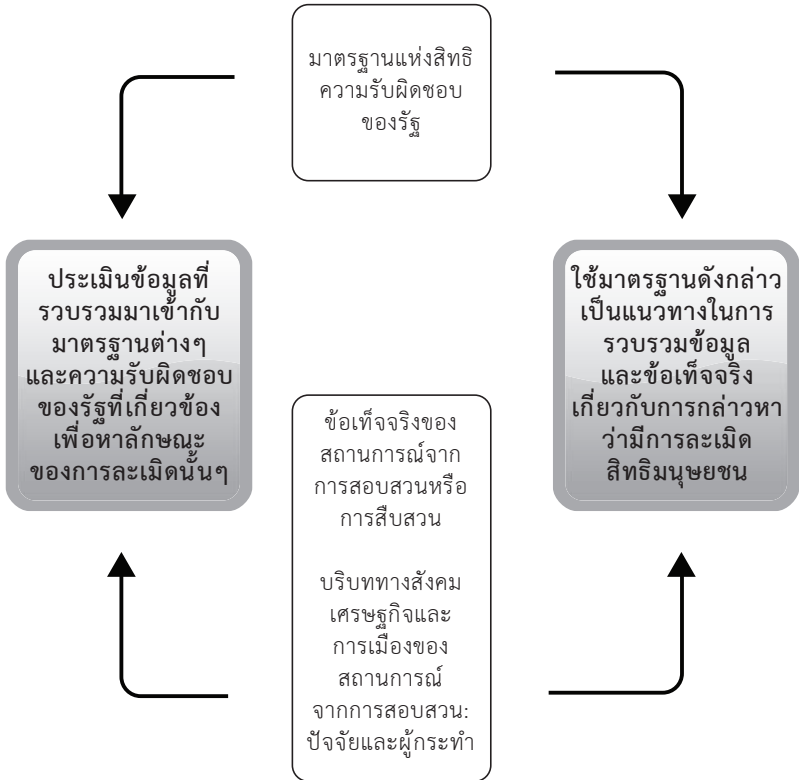 มาตรฐานแห่งสิทธิ
ความรับผิดชอบ
ของรัฐ
ประเมินข้อมูลที่
รวบรวมมาเข้ากับ
มาตรฐานต่างๆ
และความรับผิดชอบ
ของรัฐที่เกี่ยวข้อง
เพื่อหาลักษณะ
ของการละเมิดนั้นๆ
ใช้มาตรฐานดังกล่าว
เป็นแนวทางในการ
รวบรวมข้อมูล
และข้อเท็จจริง
เกี่ยวกับการกล่าวหา
ว่ามีการละเมิด
สิทธิมนุษยชน
ข้อเท็จจริงของ
สถานการณ์จาก
การสอบสวนหรือ
การสืบสวน
บริบททางสังคม
เศรษฐกิจและ
การเมืองของ
สถานการณ์
จากการสอบสวน:
ปัจจัยและผู้กระทำ